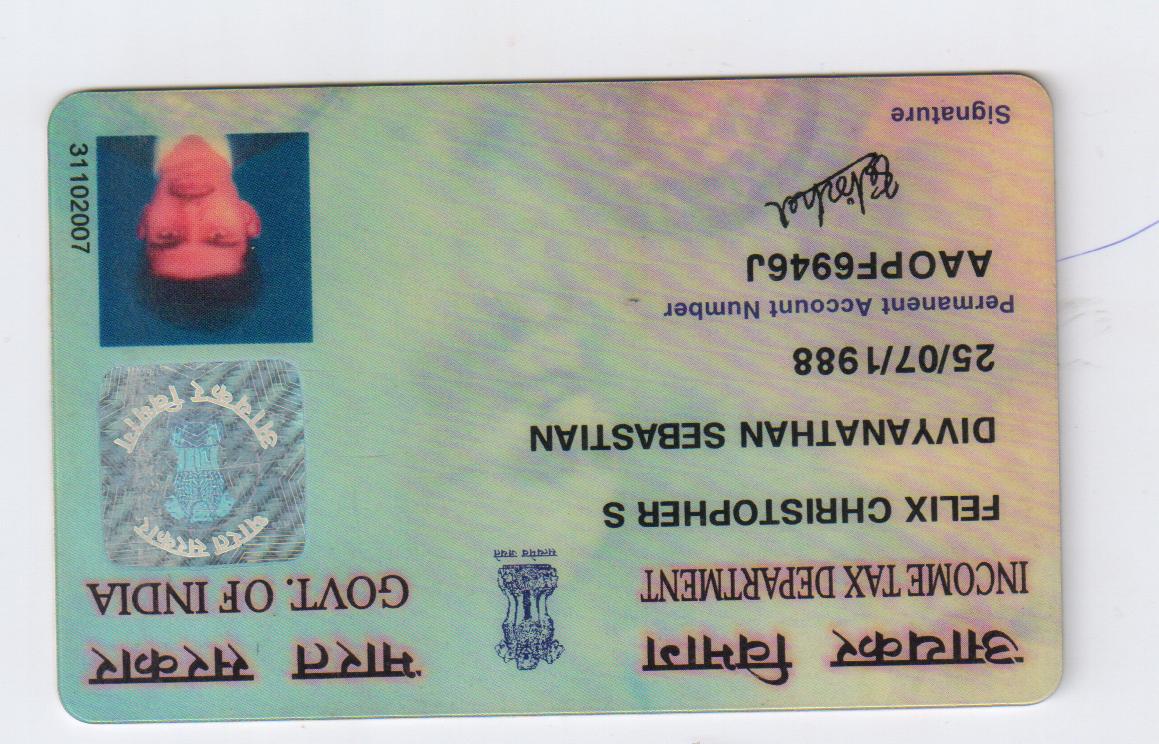 आयकर विभाग
INCOME TAX DEPARTMENT
सत्यमेव जयते
भारत सरकार
GOVT. OF INDIA
भारत सरकार
आयकर विभाग
FELIX CHRISTOPHER S
DIVYANATHAN SEBASTIAN
25/07/1988
Permanent Account Number
AAOPF6946J
Signature
31102007